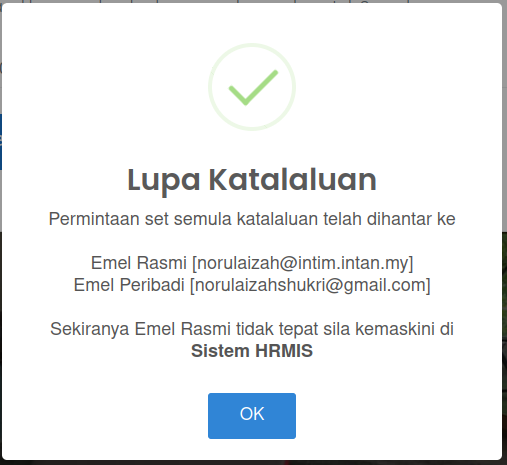 Lupa Katalaluan
Permintaan set semula katalaluan telah dihantar ke
Emel Rasmi [norulaizah@intim.intan.my]
Emel Peribadi [norulaizahshukri@gmail.com]
Sekiranya Emel Rasmi tidak tepat sila kemaskini di
Sistem HRMIS
OK